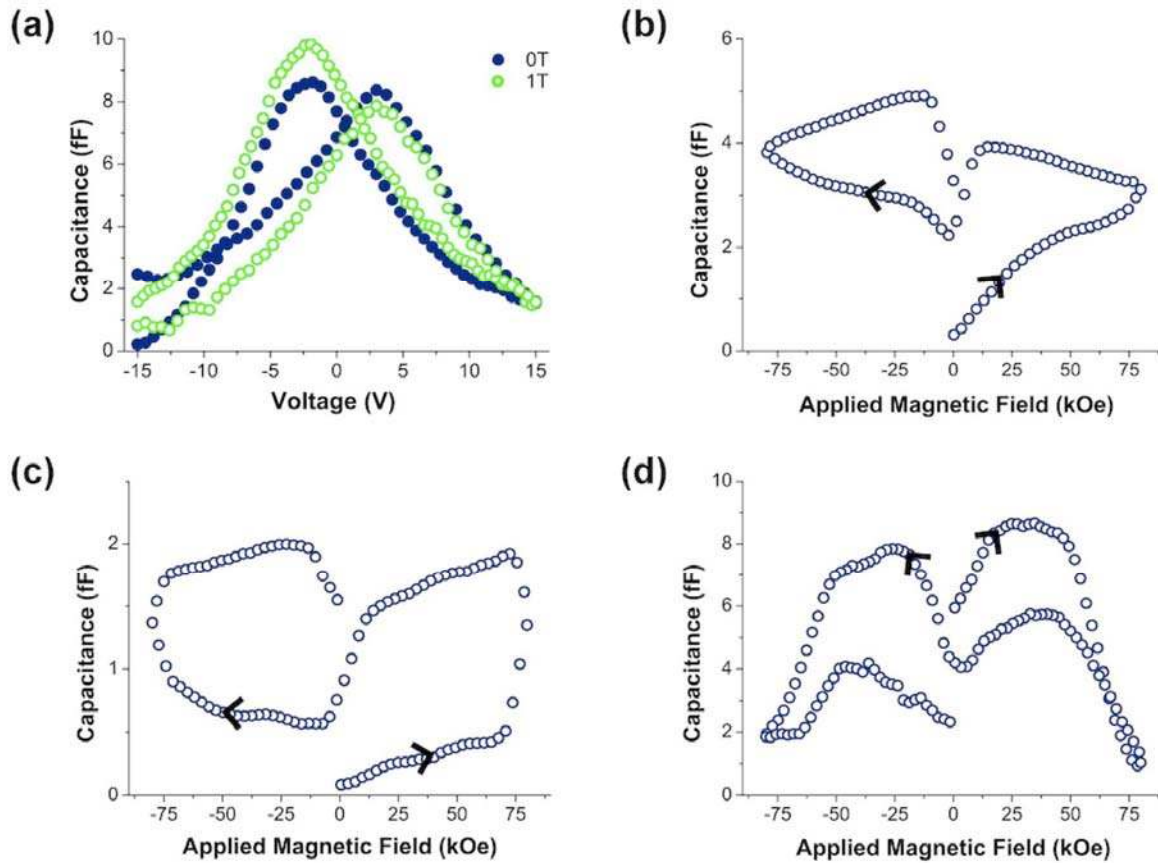 (a)
10
8
6
4
2
0
Capacitance (fF)
0T
1T
-15 -10 -5 0 5 10 15
Voltage (V)
(b)
6
4
2
0
Capacitance (fF)
-75 -50 -25 0 25 50 75
Applied Magnetic Field (kOe)
(c)
2
1
0
Capacitance (fF)
-75 -50 -25 0 25 50 75
Applied Magnetic Field (kOe)
(d)
10
8
6
4
2
0
Capacitance (fF)
-75 -50 -25 0 25 50 75
Applied Magnetic Field (kOe)